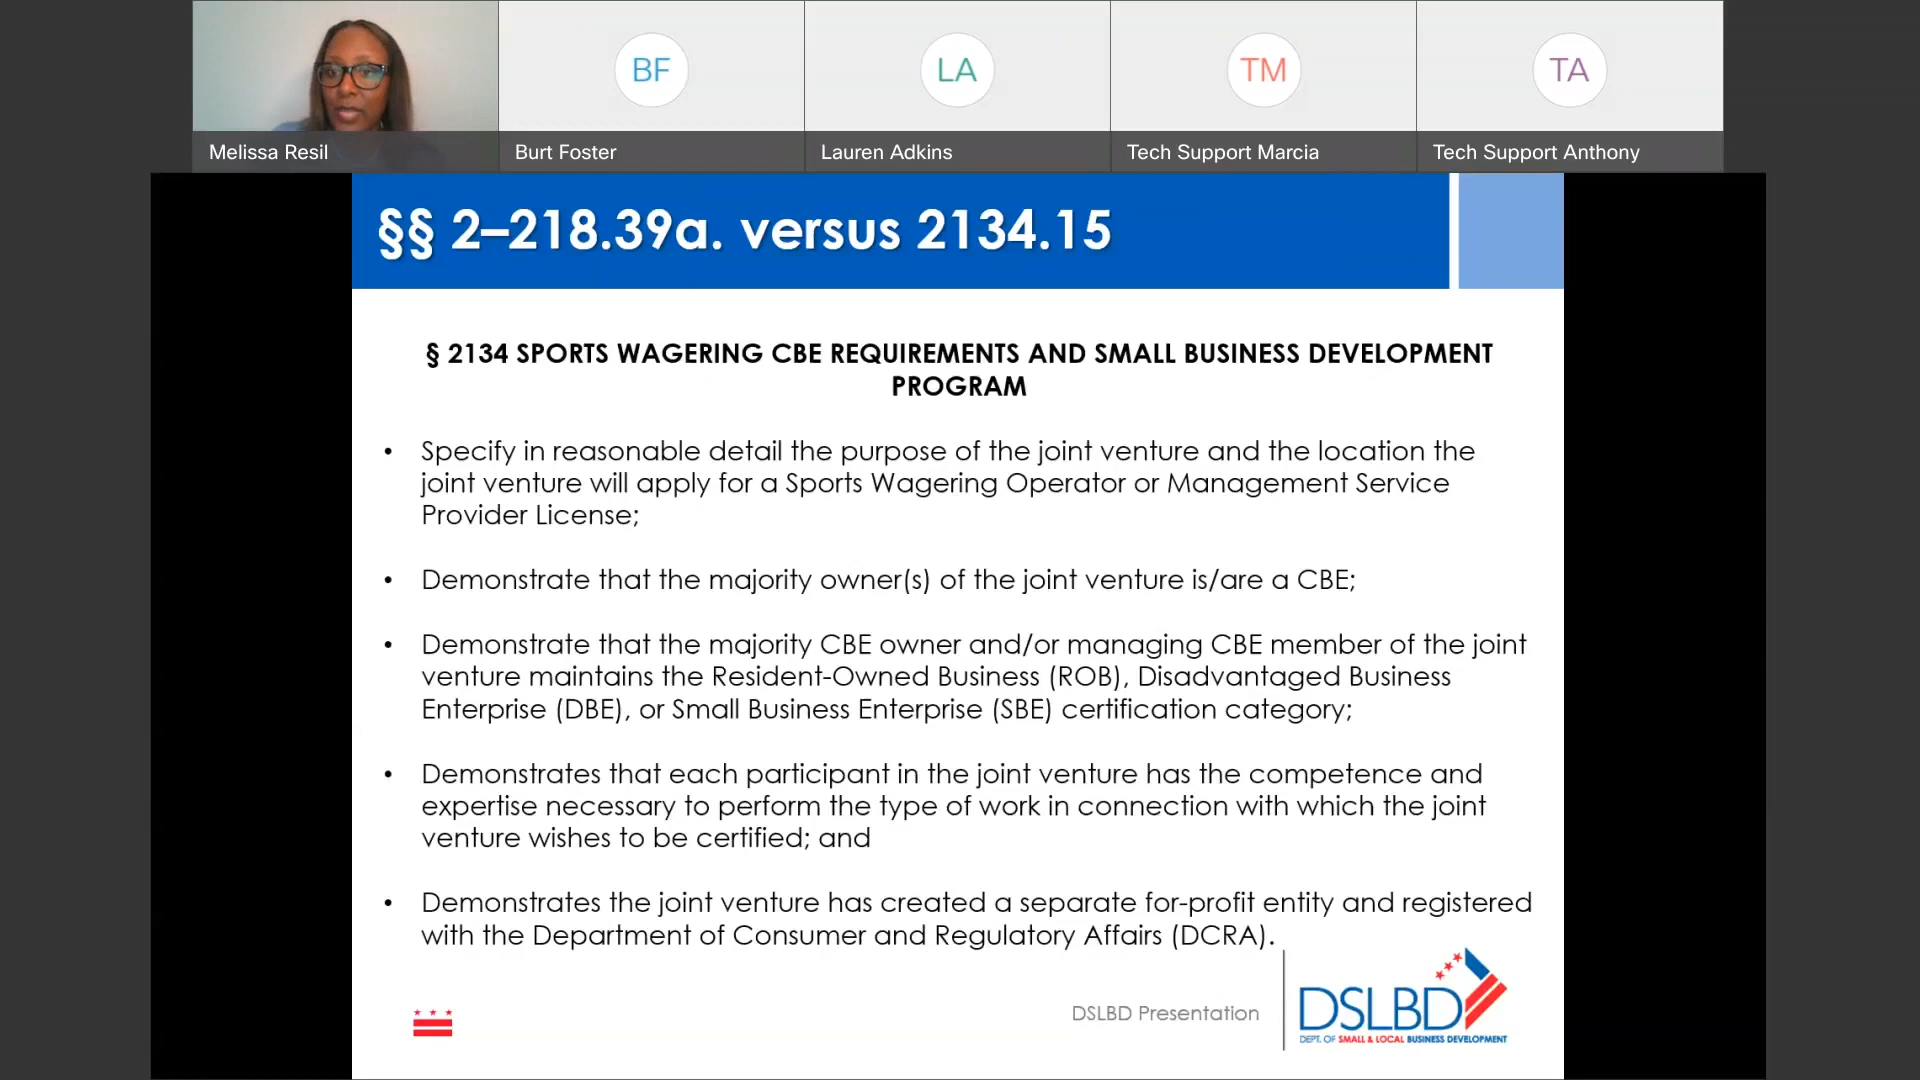 BF
LA
TM
TA
Melissa Resil
Burt Foster
Lauren Adkins
Tech Support Marcia
Tech Support Anthony
§§ 2–218.39a. versus 2134.15
§ 2134 SPORTS WAGERING CBE REQUIREMENTS AND SMALL BUSINESS DEVELOPMENT
PROGRAM
• Specify in reasonable detail the purpose of the joint venture and the location the
joint venture will apply for a Sports Wagering Operator or Management Service
Provider License;
• Demonstrate that the majority owner(s) of the joint venture is/are a CBE;
• Demonstrate that the majority CBE owner and/or managing CBE member of the joint
venture maintains the Resident-Owned Business (ROB), Disadvantaged Business
Enterprise (DBE), or Small Business Enterprise (SBE) certification category;
• Demonstrates that each participant in the joint venture has the competence and
expertise necessary to perform the type of work in connection with which the joint
venture wishes to be certified; and
• Demonstrates the joint venture has created a separate for-profit entity and registered
with the Department of Consumer and Regulatory Affairs (DCRA).
DSLBD Presentation
DSLBD
DEPT. OF SMALL & LOCAL BUSINESS DEVELOPMENT